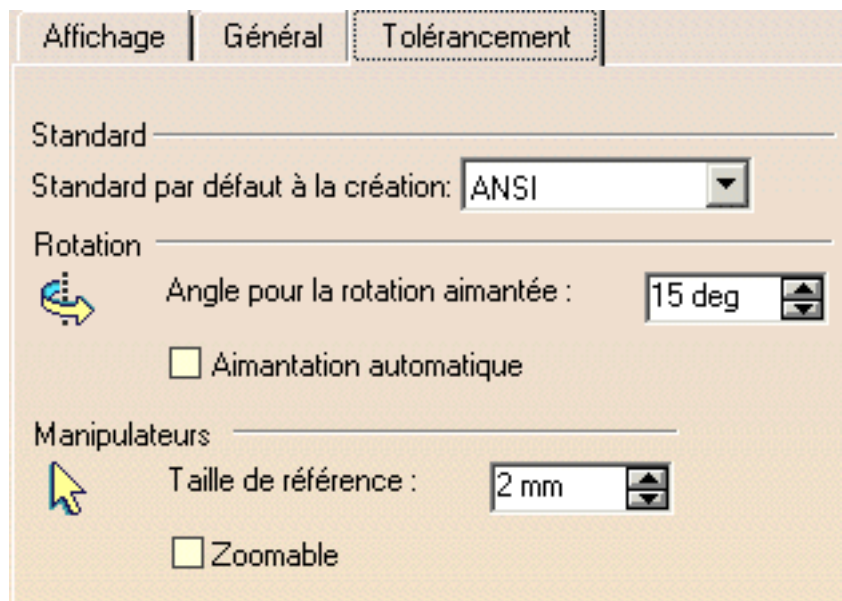 Affichage Général Tolérancement
Standard
Standard par défaut à la création: ANSI
Rotation
Angle pour la rotation aimantée : 15 deg
Aimantation automatique
Manipulateurs
Taille de référence : 2 mm
Zoomable